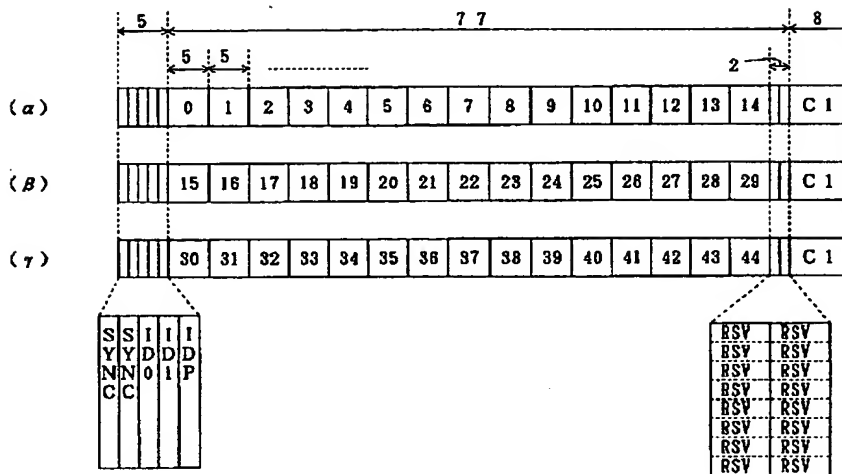 5 77 8
5 5 2
(α) 0 1 2 3 4 5 6 7 8 9 10 11 12 13 14 C1
(β) 15 16 17 18 19 20 21 22 23 24 25 26 27 28 29 C1
(γ) 30 31 32 33 34 35 36 37 38 39 40 41 42 43 44 C1
SYNC SYNC ID0 ID1 IDP
RSV RSV
RSV RSV
RSV RSV
RSV RSV
RSV RSV
RSV RSV
RSV RSV
RSV RSV